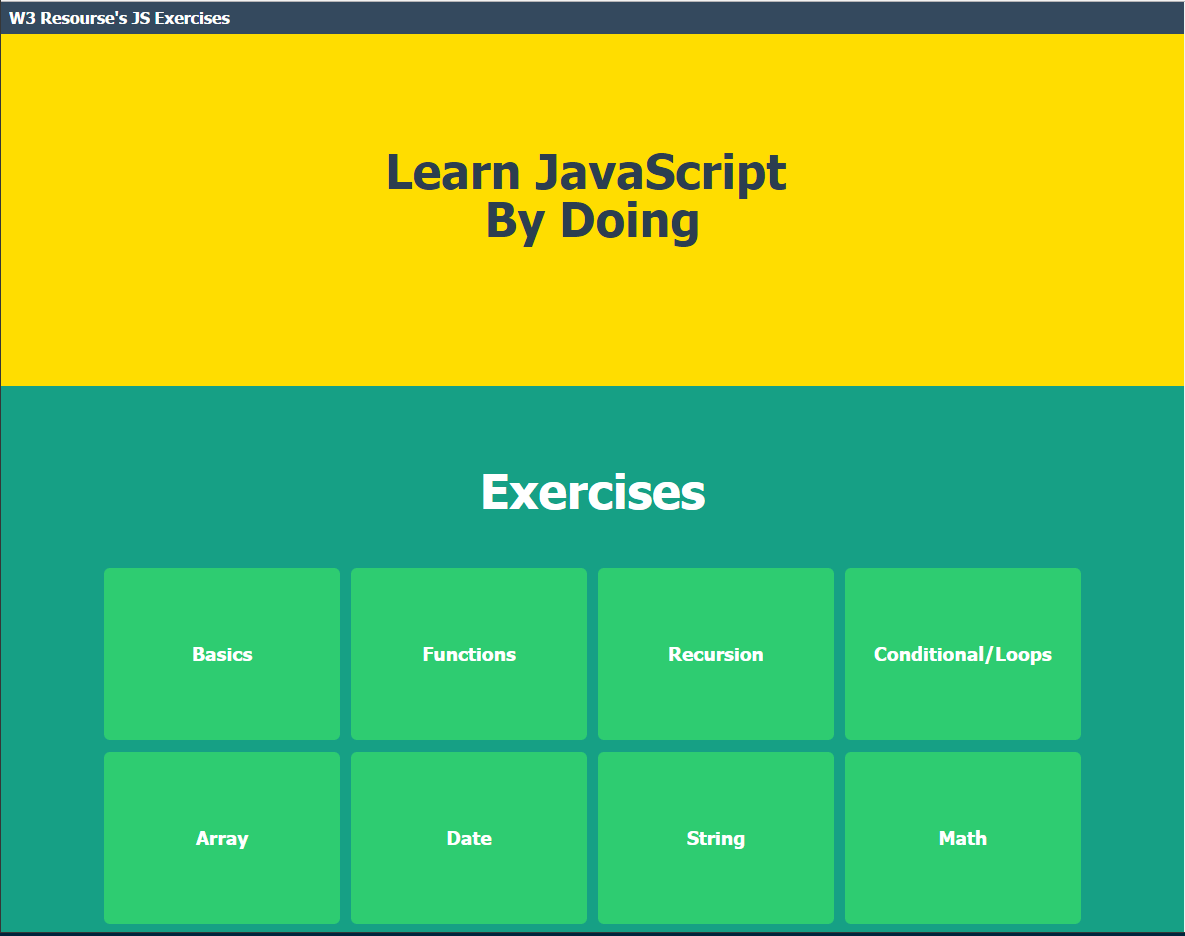 W3 Resourse's JS Exercises
Learn JavaScript
By Doing
Exercises
Basics
Functions
Recursion
Conditional/Loops
Array
Date
String
Math